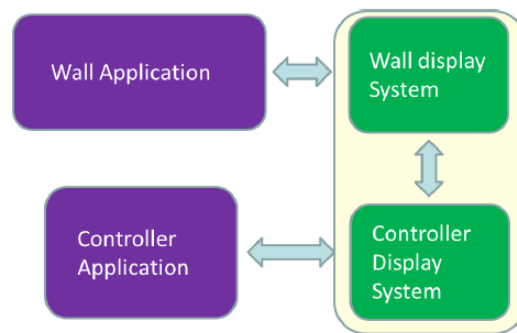 Wall Application
Wall display
System
Controller
Application
Controller
Display
System